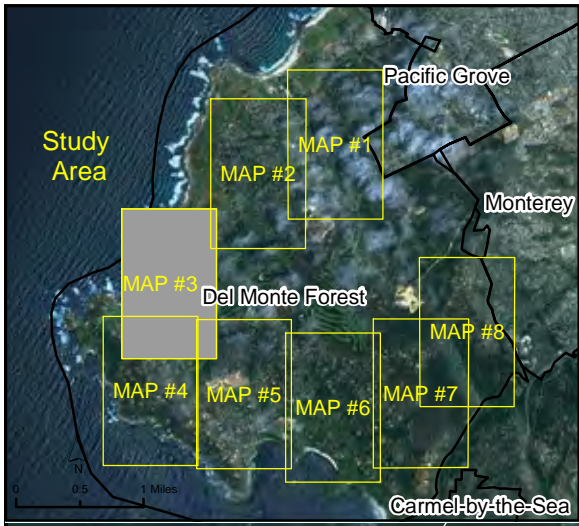 Pacific Grove
Study
Area
MAP #1
MAP #2
Monterey
MAP #3
Del Monte Forest
MAP #8
MAP #4
MAP #5
MAP #6
MAP #7
N
0 0.5 1 Miles
Carmel-by-the-Sea